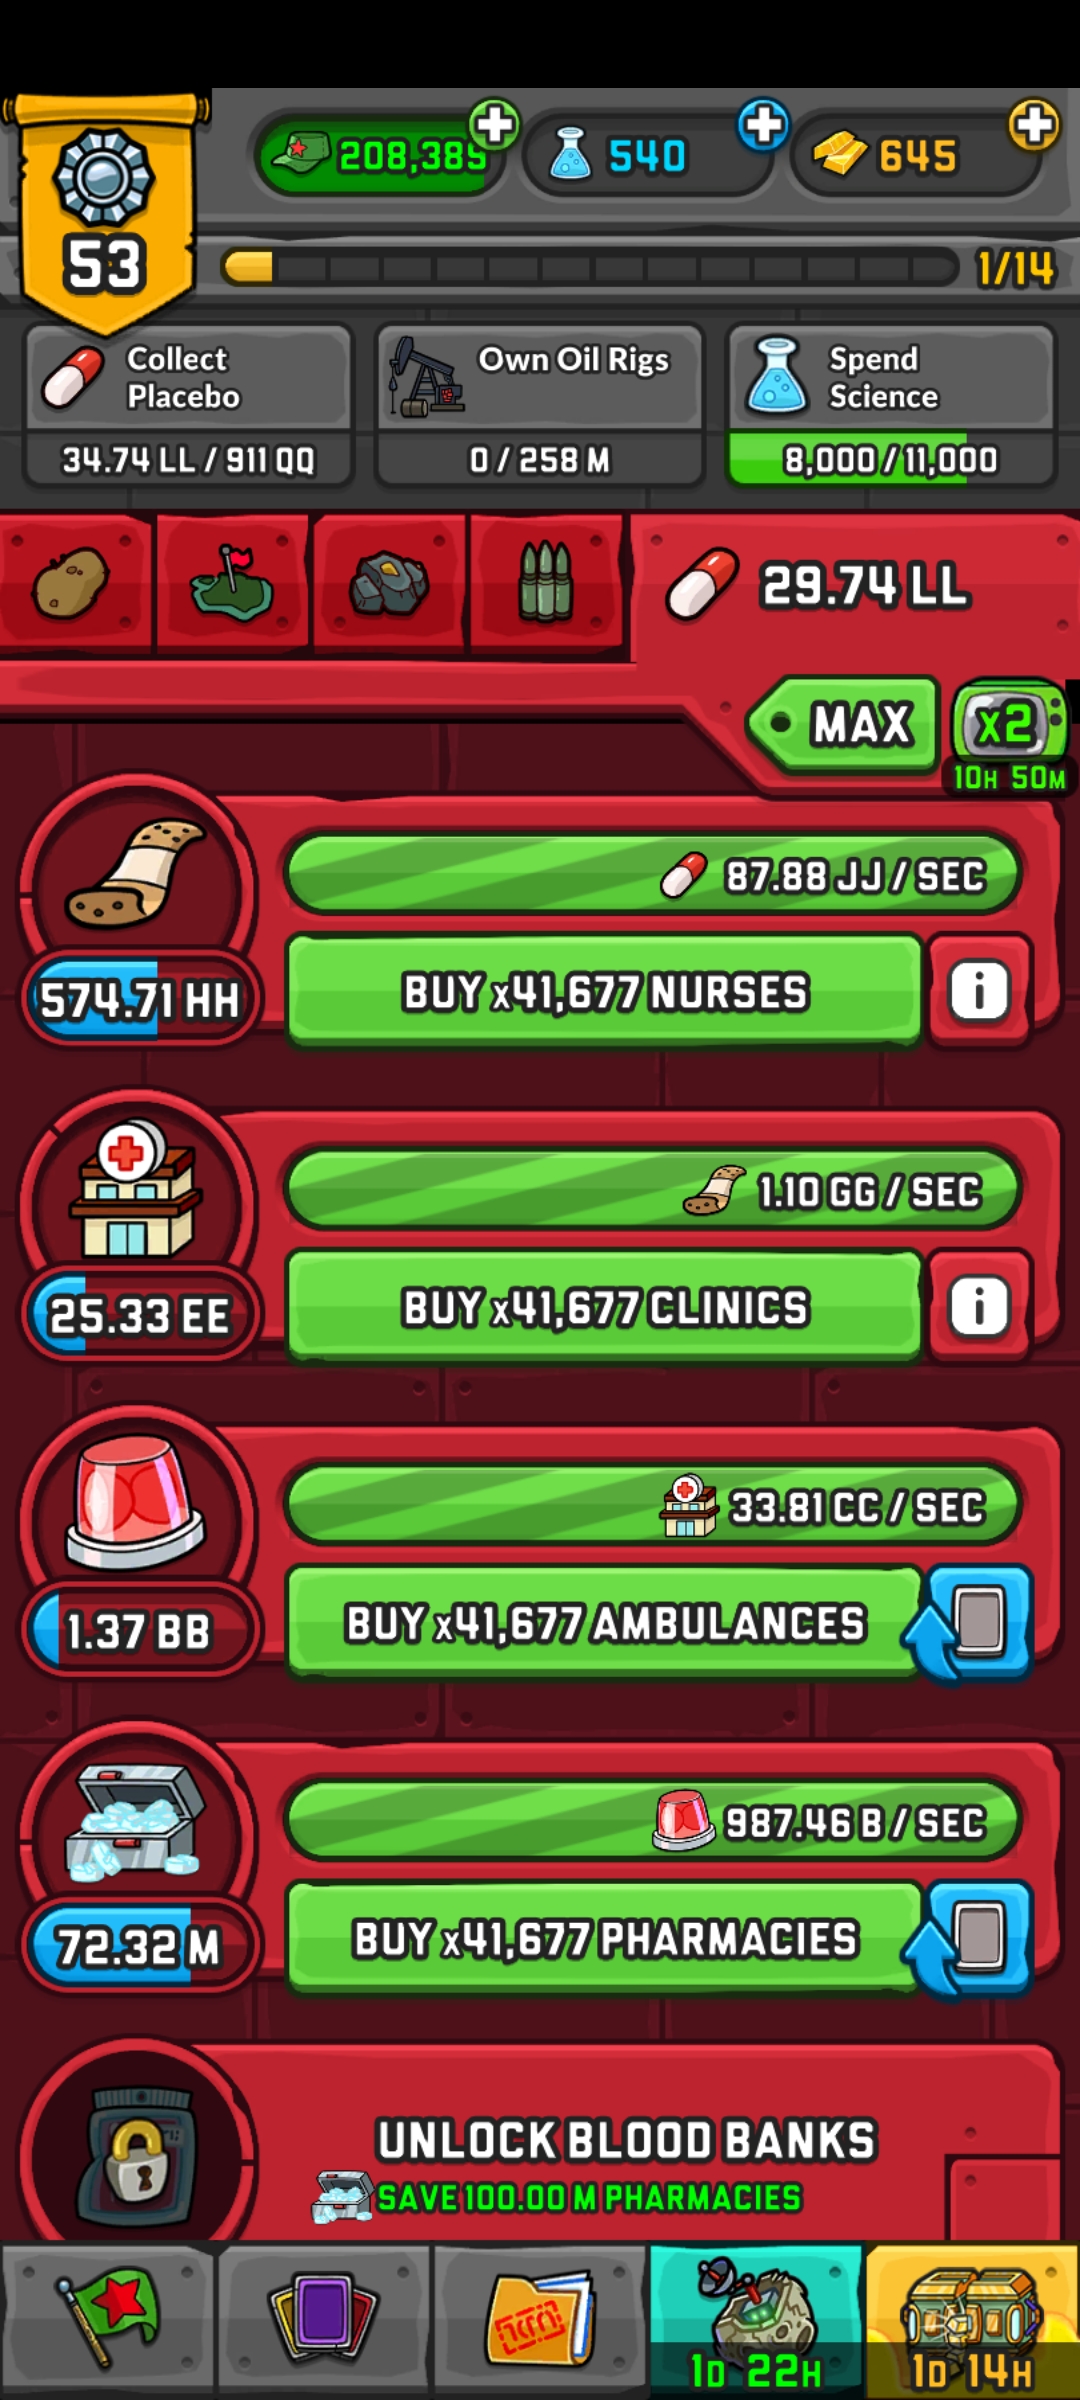 208,389
540
645
53
1/14
Collect
Placebo
34.74 LL / 911 QQ
Own Oil Rigs
0 / 258 M
Spend
Science
8,000 / 11,000
29.74 LL
MAX
x2
10H 50M
87.88 JJ / SEC
574.71 HH
BUY x41,677 NURSES
i
1.10 GG / SEC
25.33 EE
BUY x41,677 CLINICS
i
33.81 CC / SEC
1.37 BB
BUY x41,677 AMBULANCES
987.46 B / SEC
72.32 M
BUY x41,677 PHARMACIES
UNLOCK BLOOD BANKS
SAVE 100.00 M PHARMACIES
1D 22H
1D 14H